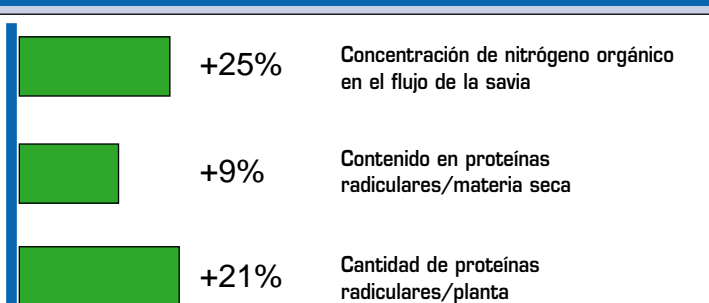 +25%
Concentración de nitrógeno orgánico
en el flujo de la savia
+9%
Contenido en proteínas
radiculares/materia seca
+21%
Cantidad de proteínas
radiculares/planta